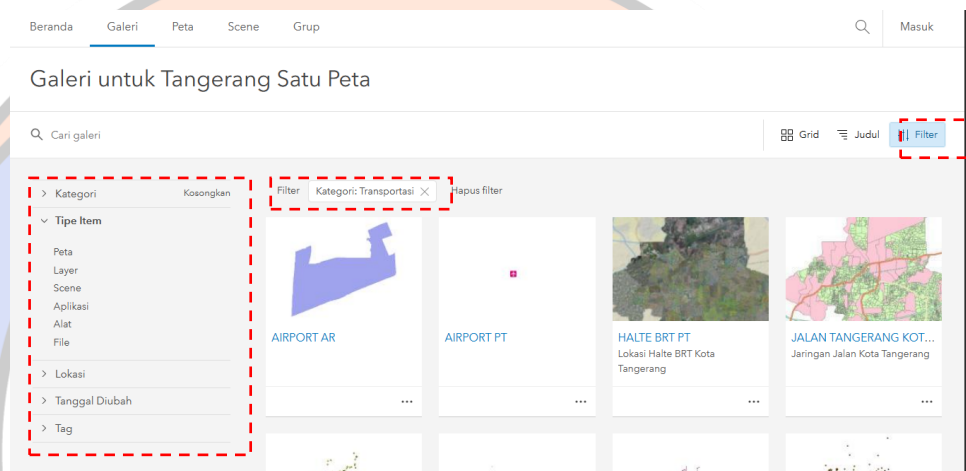 Beranda Galeri Peta Scene Grup Masuk
Galeri untuk Tangerang Satu Peta
Cari galeri Grid Judul Filter
Kategori Kosongkan
Tipe Item
Peta
Layer
Scene
Aplikasi
Alat
File
Lokasi
Tanggal Diubah
Tag
Filter Kategori: Transportasi Hapus filter
AIRPORT AR
AIRPORT PT
HALTE BRT PT
Lokasi Halte BRT Kota
Tangerang
JALAN TANGERANG KOT...
Jaringan Jalan Kota Tangerang